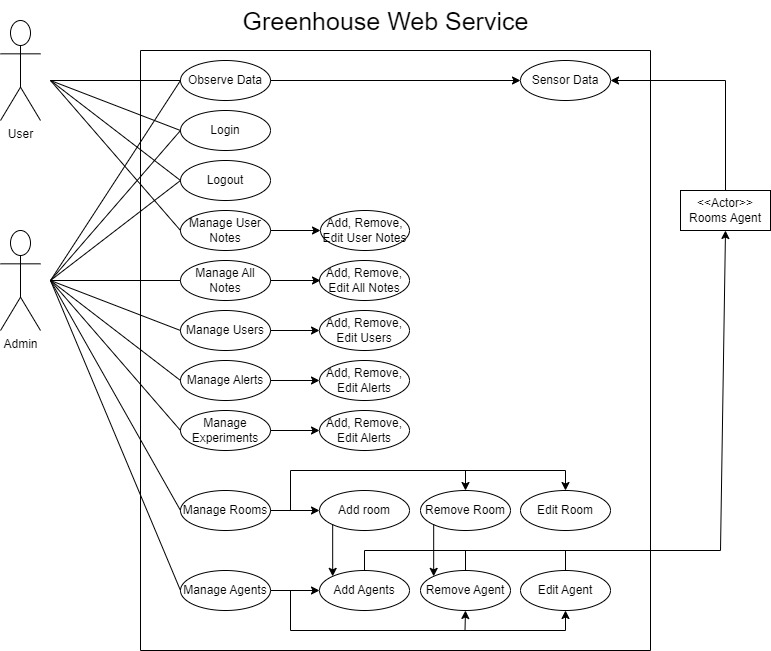 Greenhouse Web Service
User
Observe Data
Sensor Data
Login
Logout
<<Actor>>
Rooms Agent
Manage User
Notes
Add, Remove,
Edit User Notes
Admin
Manage All
Notes
Add, Remove,
Edit All Notes
Manage Users
Add, Remove,
Edit Users
Manage Alerts
Add, Remove,
Edit Alerts
Manage
Experiments
Add, Remove,
Edit Alerts
Manage Rooms
Add room
Remove Room
Edit Room
Manage Agents
Add Agents
Remove Agent
Edit Agent